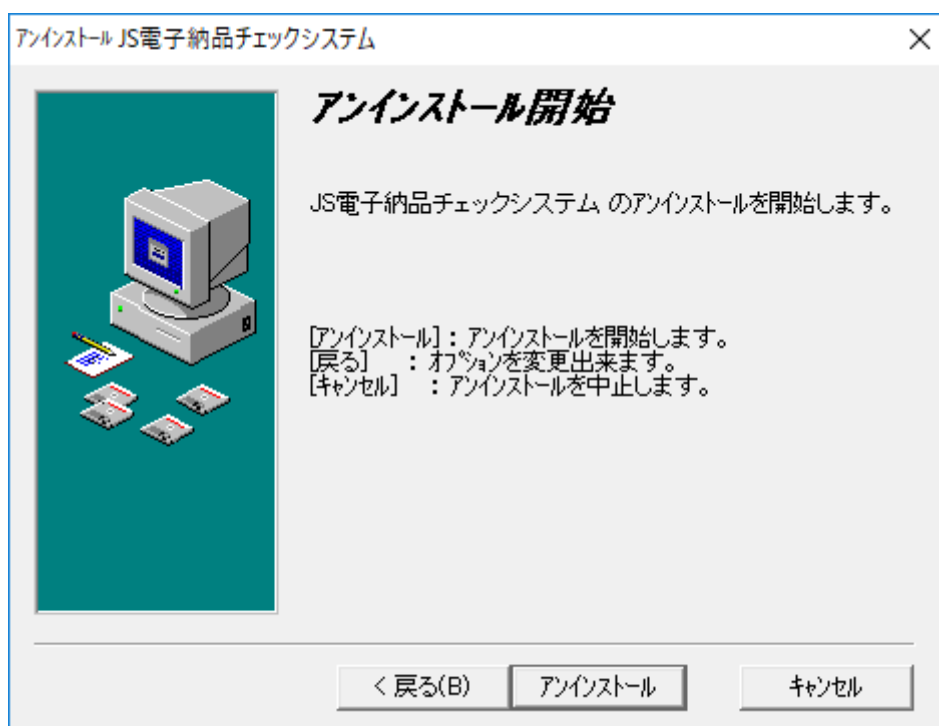 ｱﾝｲﾝｽﾄｰﾙ JS電子納品チェックシステム
アンインストール開始
JS電子納品チェックシステム のｱﾝｲﾝｽﾄｰﾙを開始します。
[ｱﾝｲﾝｽﾄｰﾙ]：ｱﾝｲﾝｽﾄｰﾙを開始します。
[戻る]　：ｵﾌﾟｼｮﾝを変更出来ます。
[ｷｬﾝｾﾙ]　：ｱﾝｲﾝｽﾄｰﾙを中止します。
< 戻る(B)
ｱﾝｲﾝｽﾄｰﾙ
ｷｬﾝｾﾙ